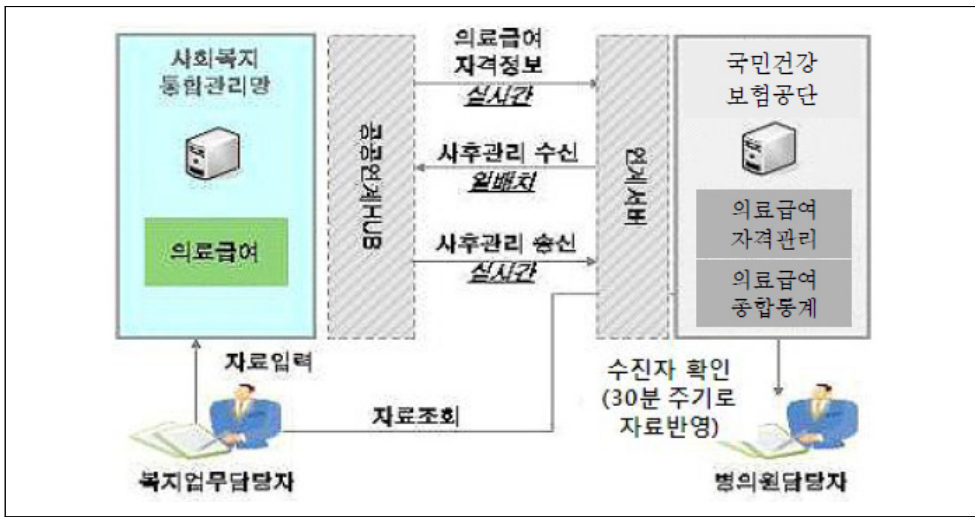 사회복지
통합관리망
의료급여
공공연계HUB
의료급여
자격정보
실시간
사후관리 수신
일배치
사후관리 송신
실시간
연계서버
국민건강
보험공단
의료급여
자격관리
의료급여
종합통계
자료입력
자료조회
수진자 확인
(30분 주기로
자료반영)
복지업무담당자
병의원담당자